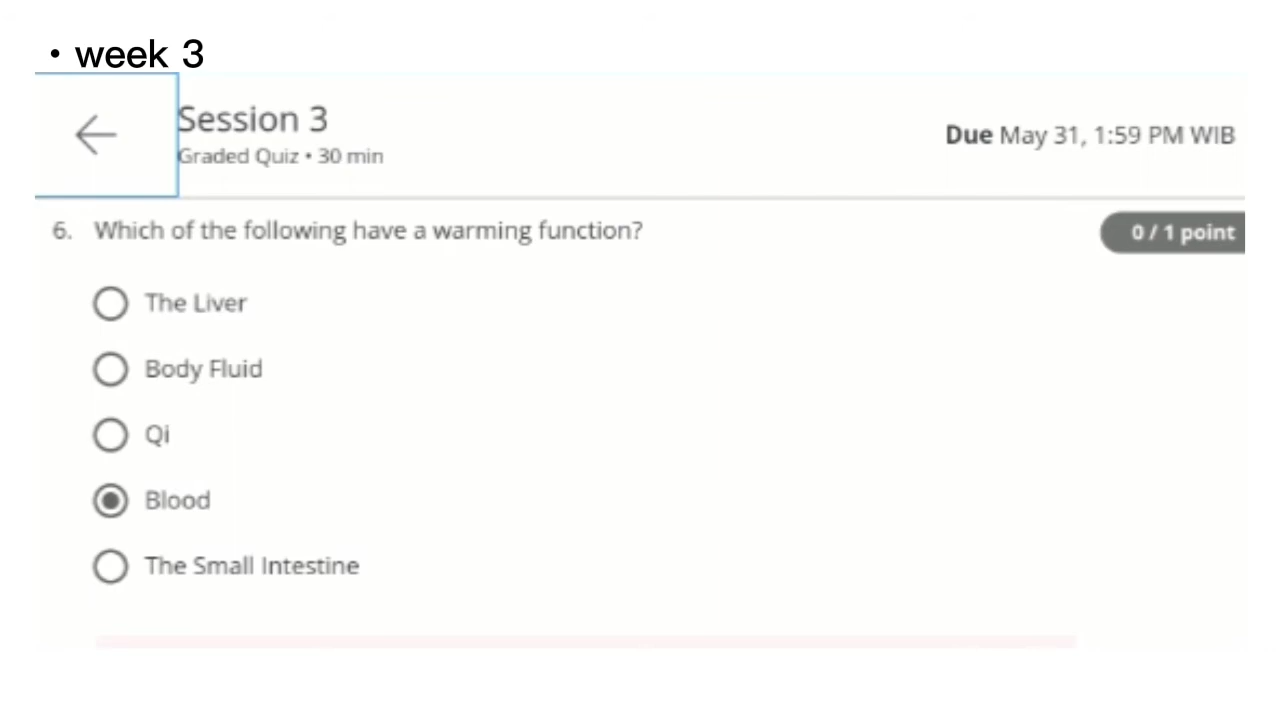 • week 3
Session 3
Graded Quiz • 30 min
Due May 31, 1:59 PM WIB
6. Which of the following have a warming function?
0 / 1 point
The Liver
Body Fluid
Qi
Blood
The Small Intestine